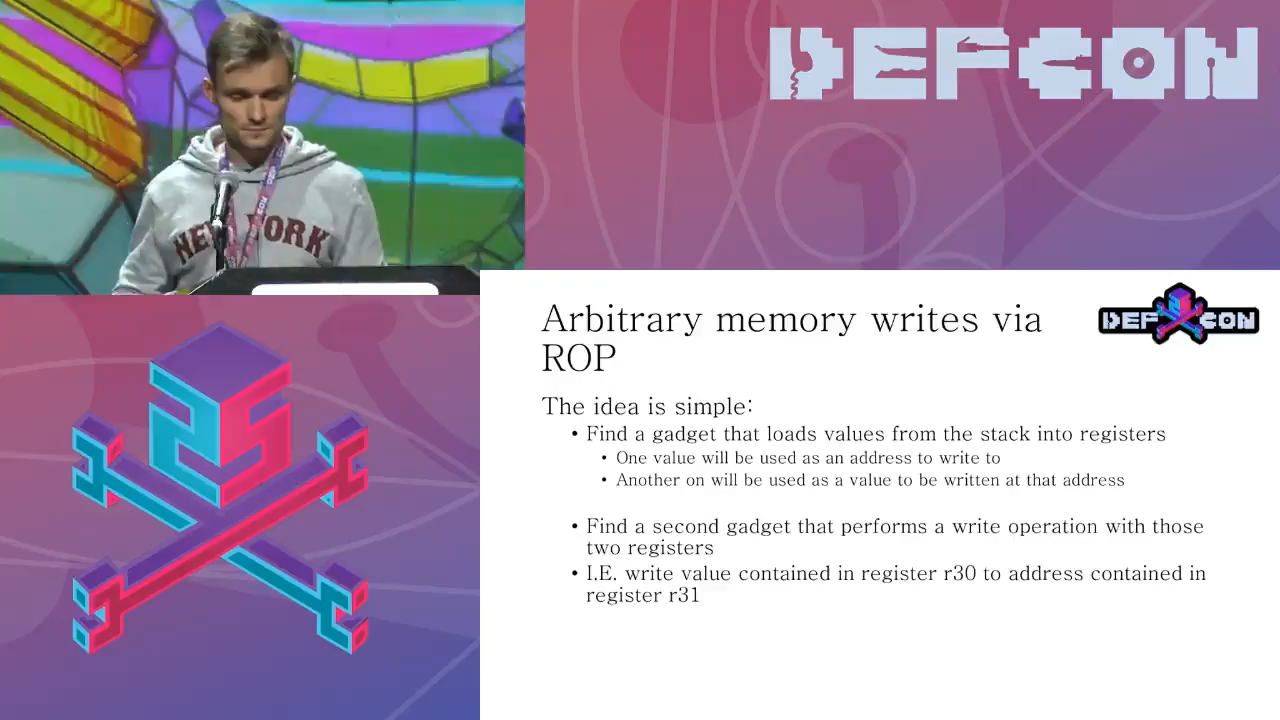 DEFCON
NEW YORK
Arbitrary memory writes via
ROP
DEF CON
The idea is simple:
• Find a gadget that loads values from the stack into registers
• One value will be used as an address to write to
• Another on will be used as a value to be written at that address
• Find a second gadget that performs a write operation with those
two registers
• I.E. write value contained in register r30 to address contained in
register r31